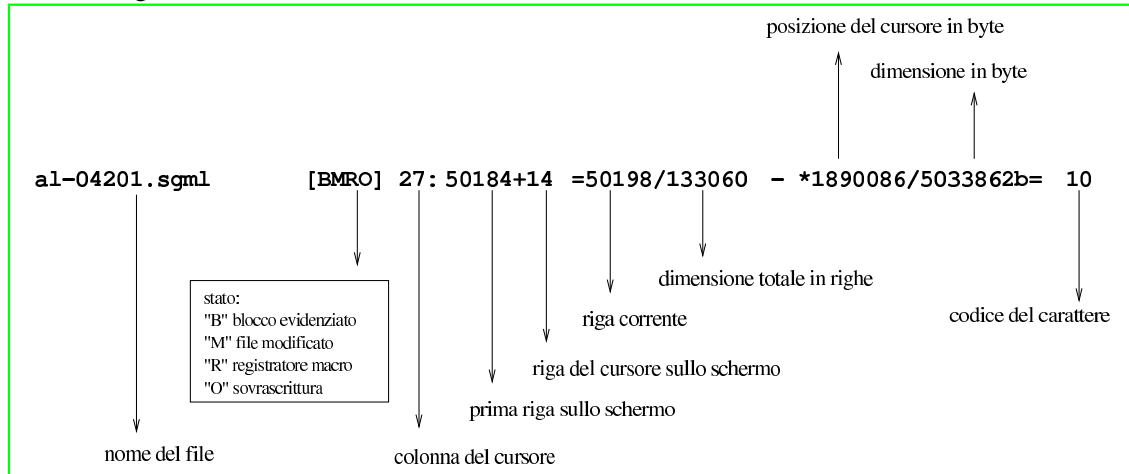 posizione del cursore in byte
dimensione in byte
al-04201.sgml [BMRO] 27: 50184+14 =50198/133060 - *1890086/5033862b= 10
dimensione totale in righe
stato:
"B" blocco evidenziato
"M" file modificato
"R" registratore macro
"O" sovrascrittura
riga corrente
codice del carattere
riga del cursore sullo schermo
prima riga sullo schermo
nome del file
colonna del cursore